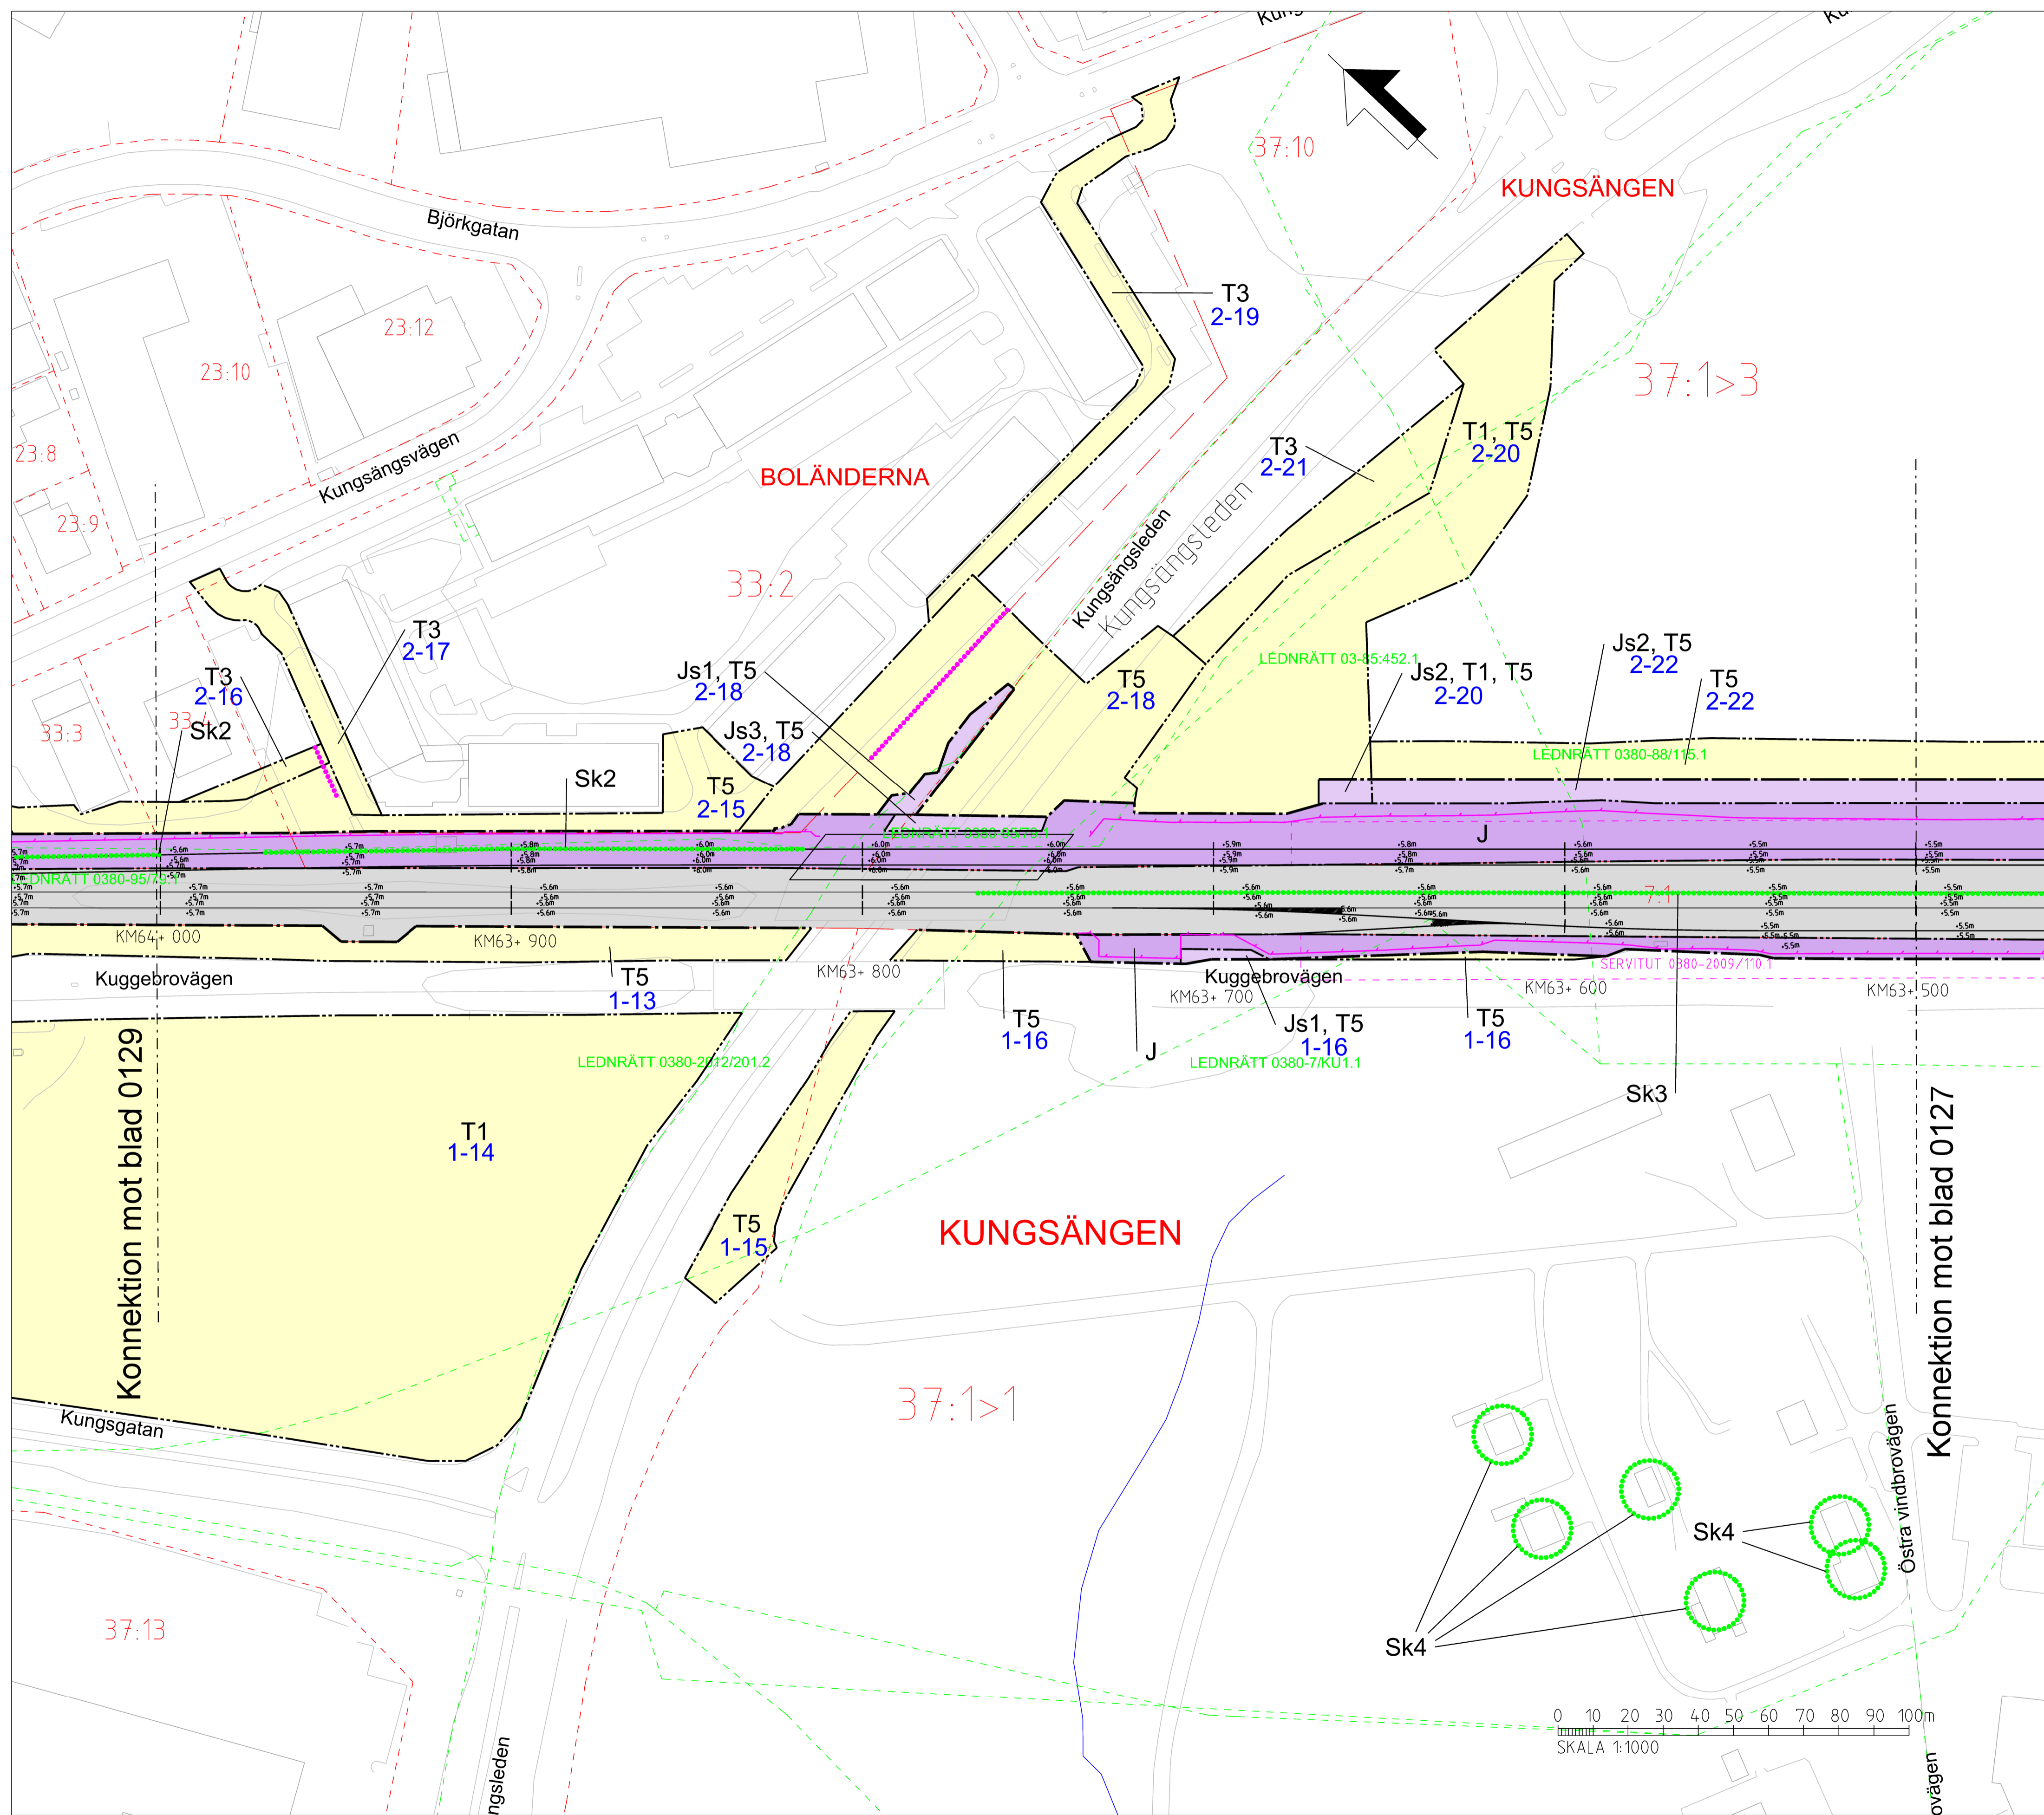 37:10
KUNGSÄNGEN
Björkgatan
T3
2-19
23:12
23:10
37:1>3
T1, T5
2-20
T3
2-21
23:8
Kungsängsvägen
BOLÄNDERNA
23:9
Kungsängsleden
Kungsängsleden
33:2
T3
2-17
Js1, T5
2-18
LEDNRÄTT 03-85:452.1
Js2, T5
2-22
T3
2-16
Js2, T1, T5
2-20
T5
2-18
T5
2-22
33:3
Sk2
Js3, T5
2-18
LEDNRÄTT 0380-88/115.1
Sk2
T5
2-15
J
LEDNRÄTT 0380-95/79.1
7:1
KM64+ 000
KM63+ 900
KM63+ 800
KM63+ 700
KM63+ 600
KM63+ 500
SERVITUT 0380-2009/110.1
Kuggebrovägen
T5
1-13
Kuggebrovägen
T5
1-16
J
Js1, T5
1-16
T5
1-16
LEDNRÄTT 0380-2012/201.2
LEDNRÄTT 0380-7/KU1.1
Sk3
Konnektion mot blad 0129
Konnektion mot blad 0127
T1
1-14
T5
1-15
KUNGSÄNGEN
37:1>1
Kungsgatan
Östra vindbrovägen
Sk4
Sk4
37:13
0 10 20 30 40 50 60 70 80 90 100m
SKALA 1:1000